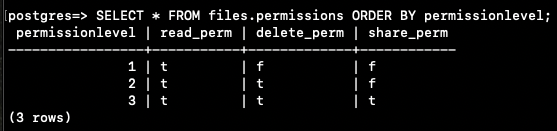 postgres=> SELECT * FROM files.permissions ORDER BY permissionlevel;
 permissionlevel | read_perm | delete_perm | share_perm
-----------------+-----------+-------------+------------
               1 | t         | f           | f
               2 | t         | t           | f
               3 | t         | t           | t
(3 rows)